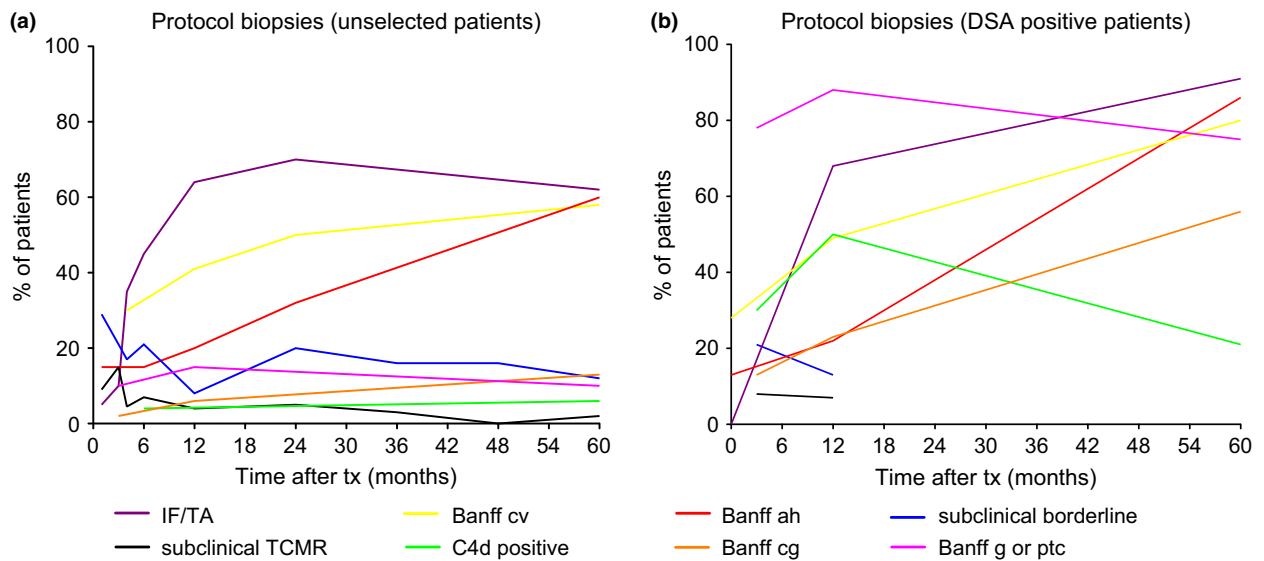 (a) Protocol biopsies (unselected patients)
100
80
60
40
20
0
% of patients
0 6 12 18 24 30 36 42 48 54 60
Time after tx (months)
(b) Protocol biopsies (DSA positive patients)
100
80
60
40
20
0
% of patients
0 6 12 18 24 30 36 42 48 54 60
Time after tx (months)
IF/TA Banff cv Banff ah subclinical borderline
subclinical TCMR C4d positive Banff cg Banff g or ptc